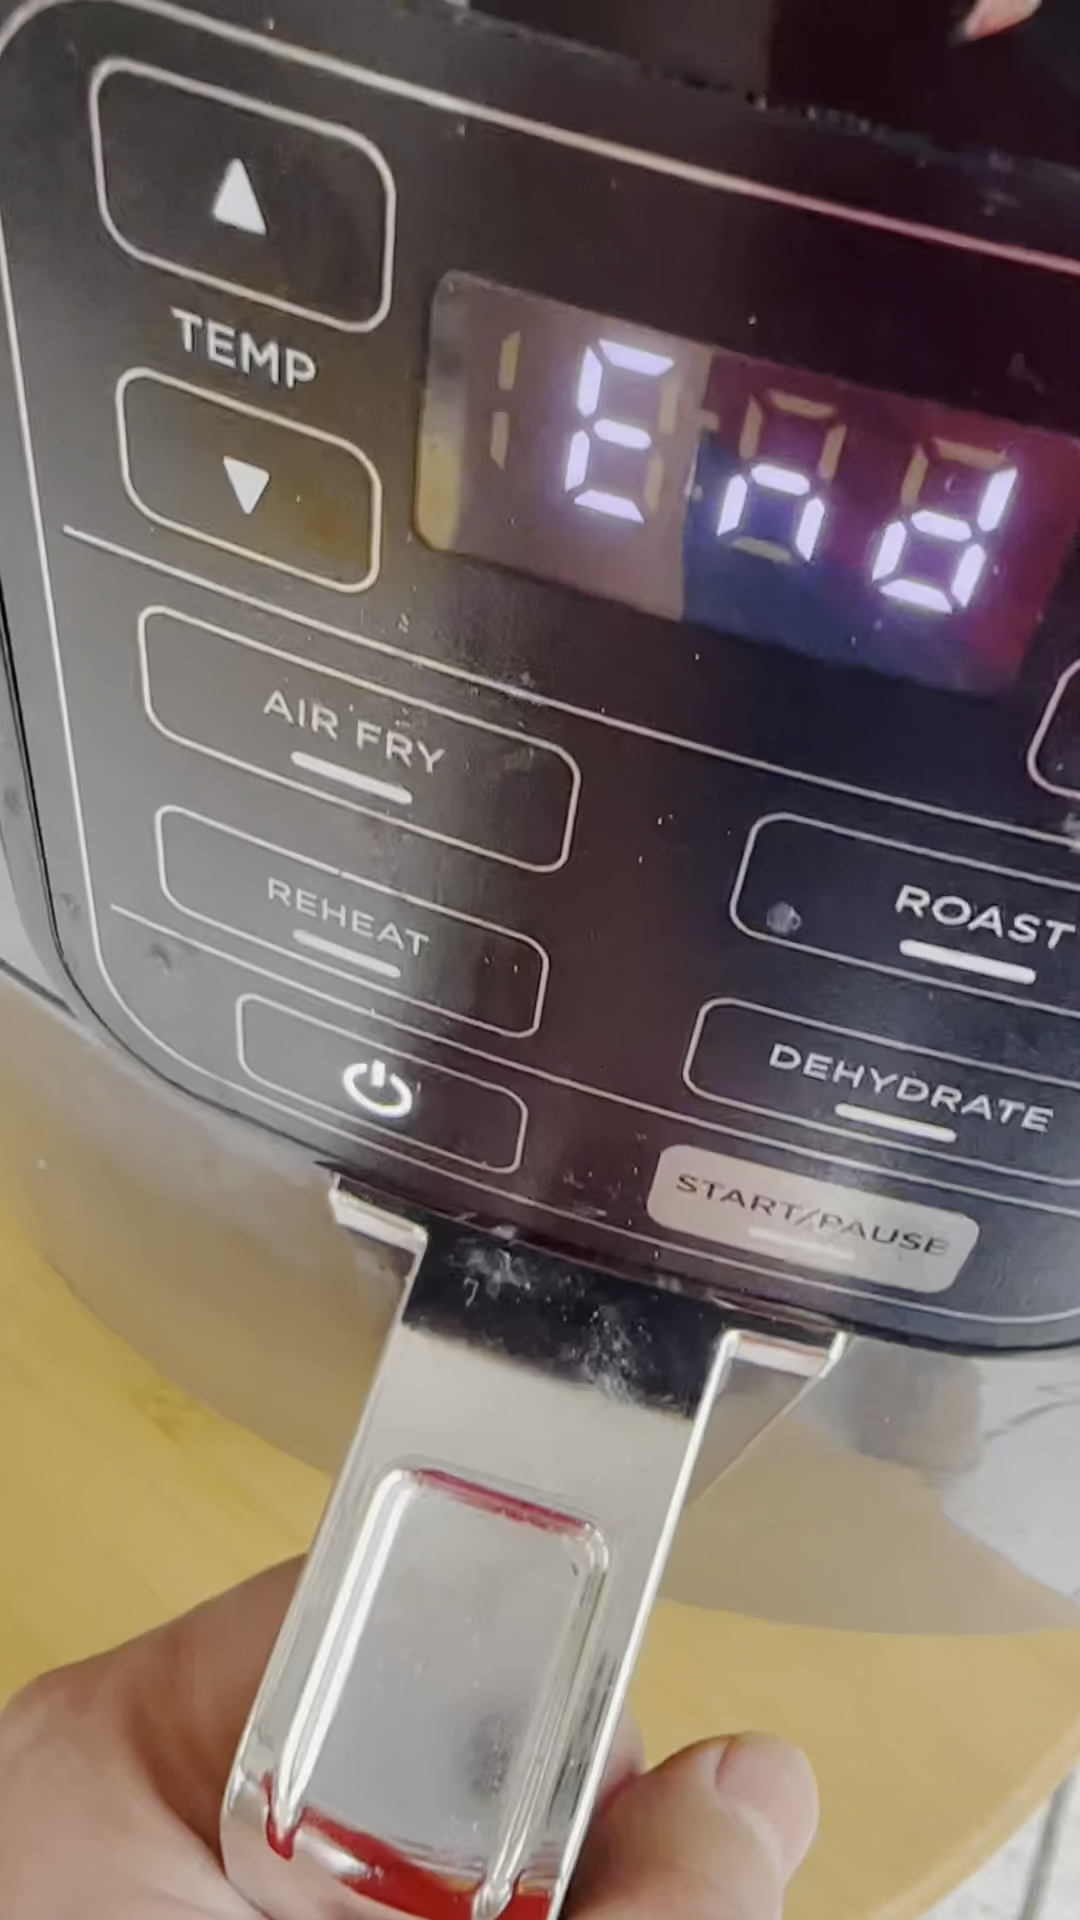 TEMP
End
AIR FRY
ROAST
REHEAT
DEHYDRATE
START/PAUSE